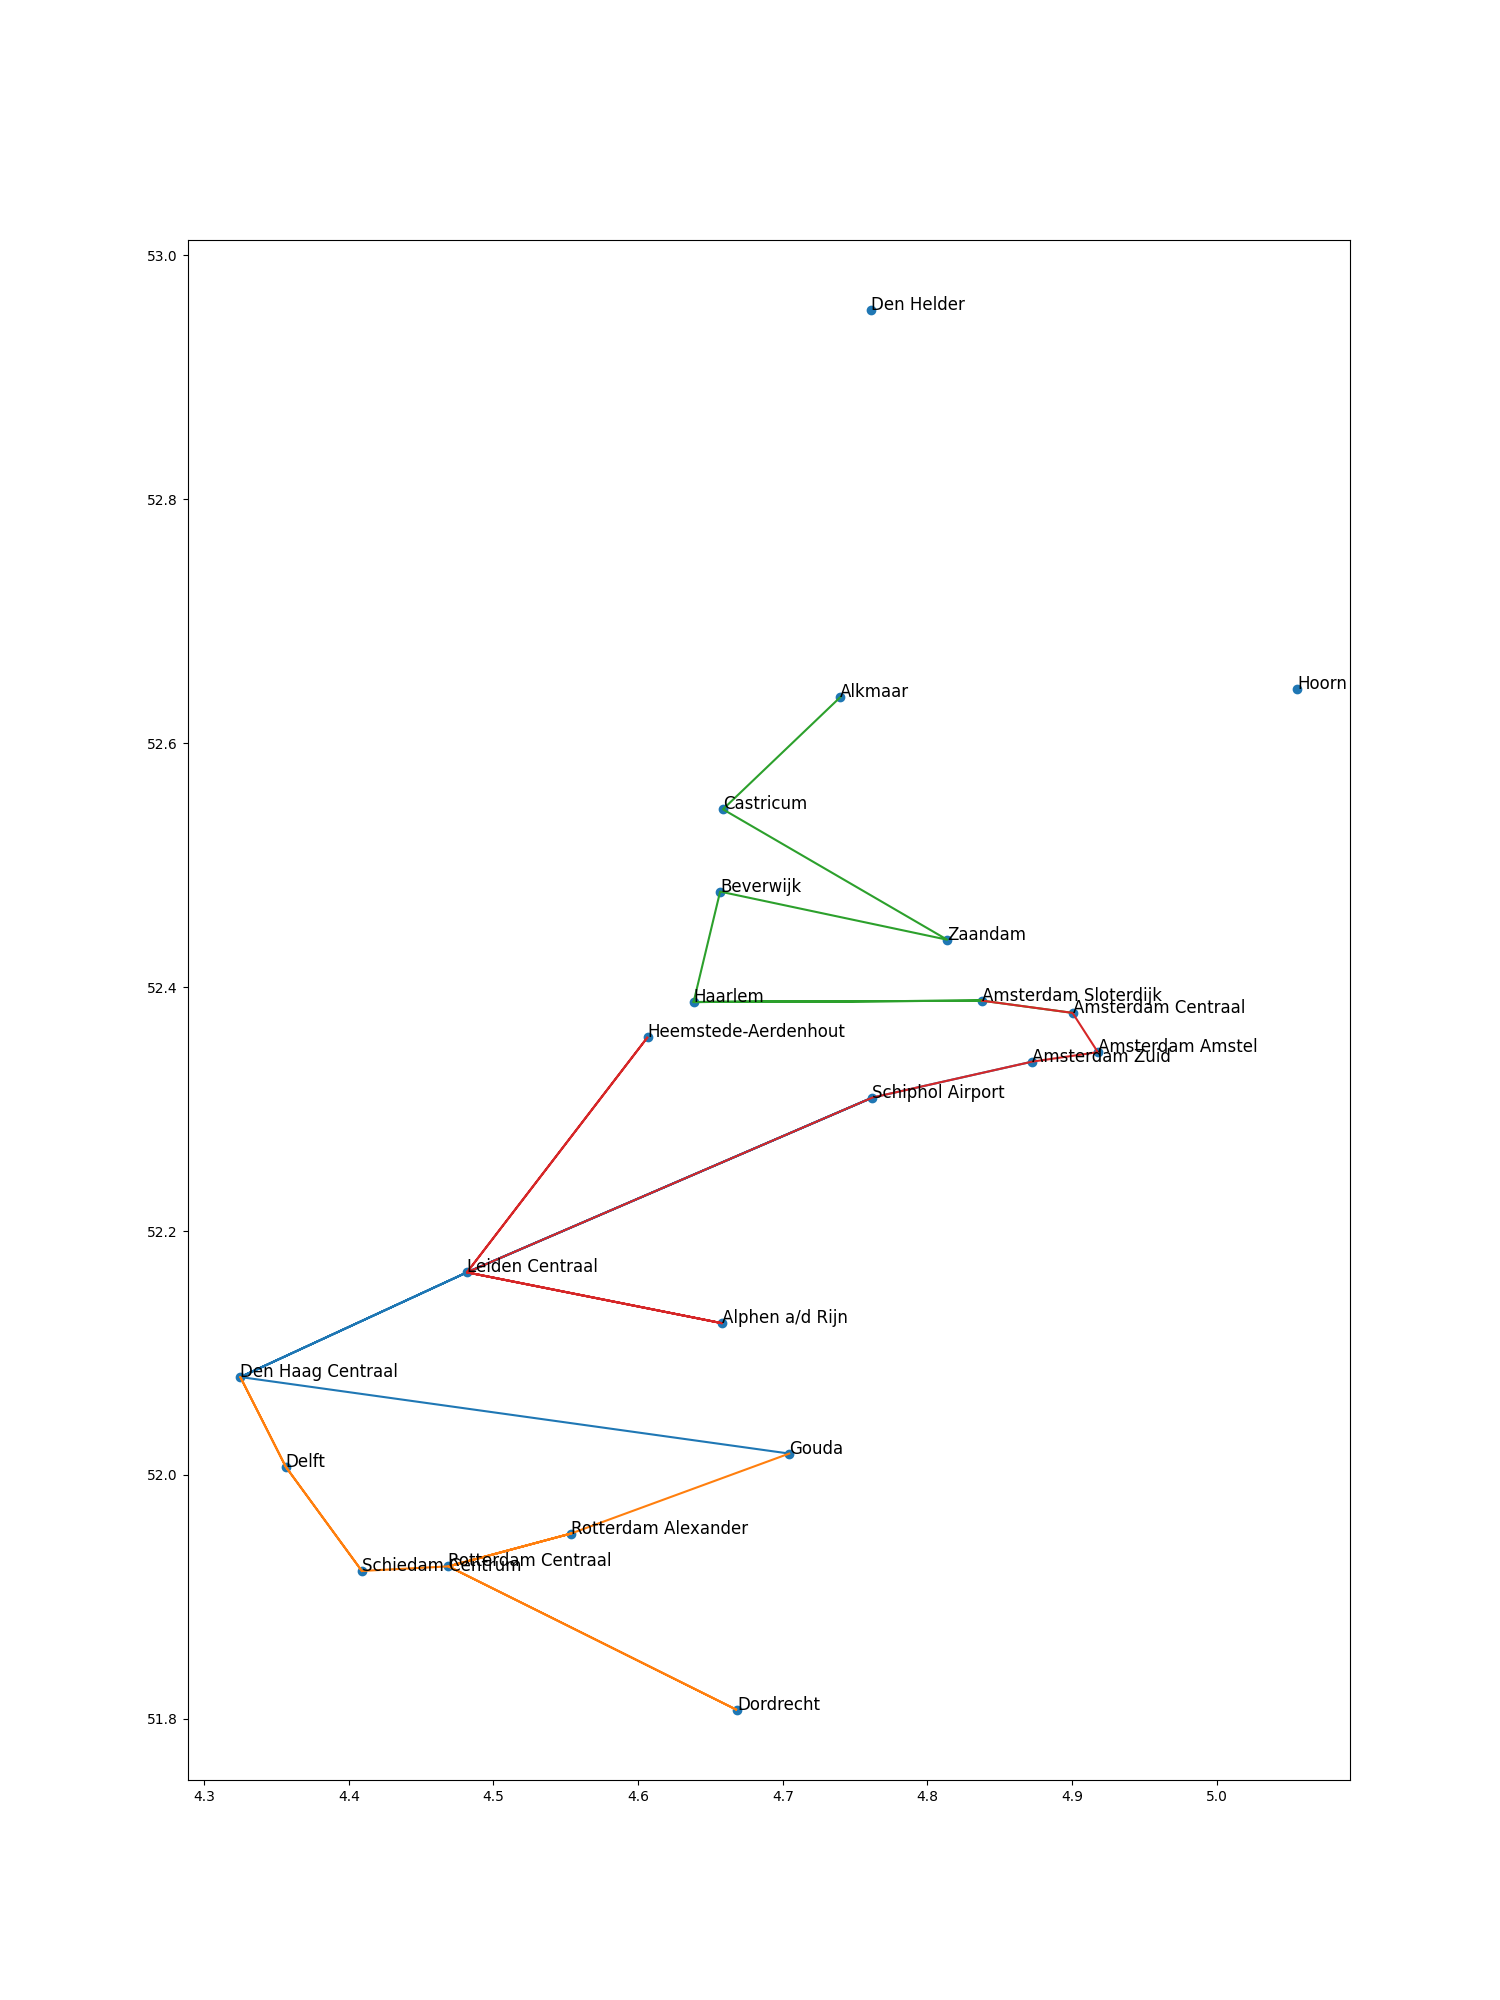 53.0
Den Helder
52.8
Hoorn
Alkmaar
52.6
Castricum
Beverwijk
Zaandam
52.4
Haarlem
Amsterdam Sloterdijk
Amsterdam Centraal
Heemstede-Aerdenhout
Amsterdam Amstel
Amsterdam Zuid
Schiphol Airport
52.2
Leiden Centraal
Alphen a/d Rijn
Den Haag Centraal
Gouda
Delft
52.0
Rotterdam Alexander
Rotterdam Centraal
Schiedam Centrum
Dordrecht
51.8
4.3 4.4 4.5 4.6 4.7 4.8 4.9 5.0